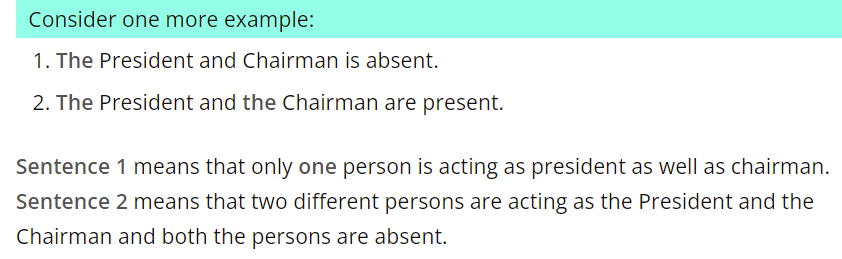 Consider one more example:
1. The President and Chairman is absent.
2. The President and the Chairman are present.
Sentence 1 means that only one person is acting as president as well as chairman.
Sentence 2 means that two different persons are acting as the President and the
Chairman and both the persons are absent.